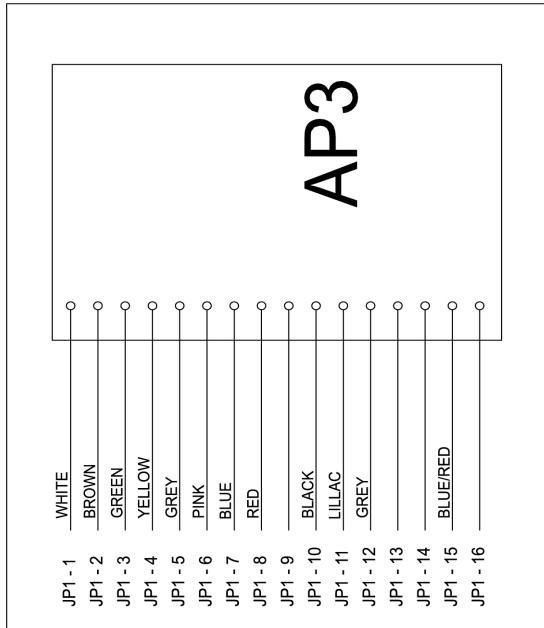 AP3
WHITE
BROWN
GREEN
YELLOW
GREY
PINK
BLUE
RED
BLACK
LILLAC
GREY
BLUE/RED
JP1 - 1
JP1 - 2
JP1 - 3
JP1 - 4
JP1 - 5
JP1 - 6
JP1 - 7
JP1 - 8
JP1 - 9
JP1 - 10
JP1 - 11
JP1 - 12
JP1 - 13
JP1 - 14
JP1 - 15
JP1 - 16